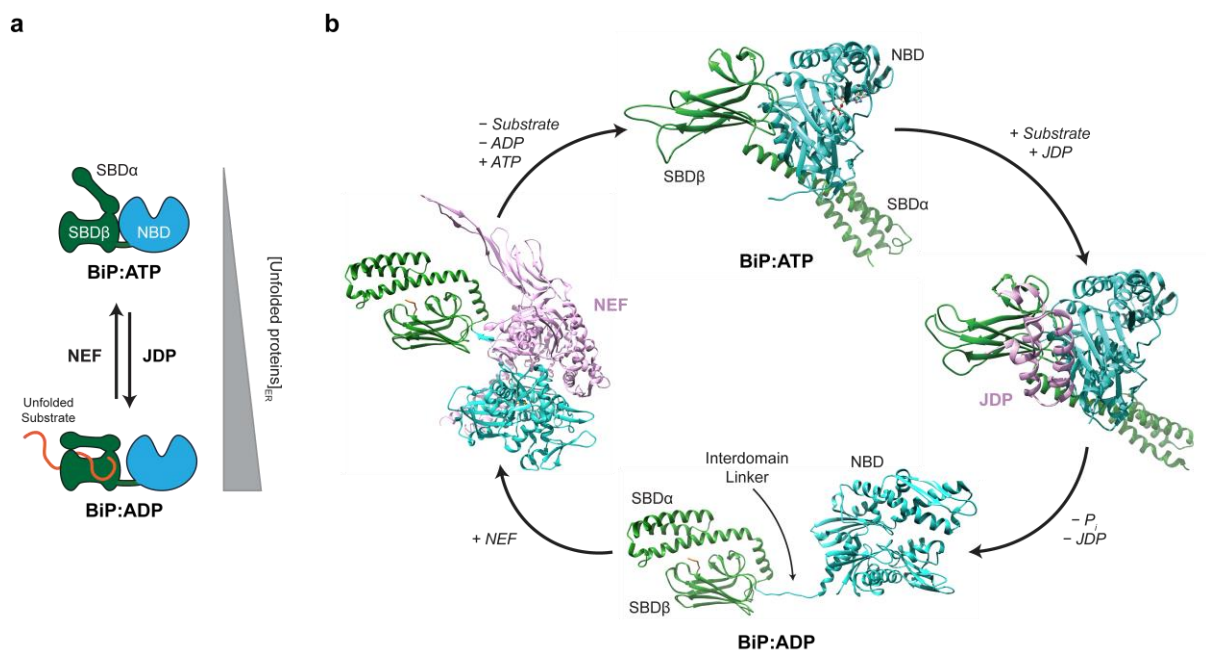 a
SBDα
SBDβ
NBD
BiP:ATP
NEF
JDP
Unfolded
Substrate
BiP:ADP
[Unfolded proteins]ER
b
− Substrate
− ADP
+ ATP
NBD
SBDβ
SBDα
BiP:ATP
+ Substrate
+ JDP
NEF
JDP
Interdomain
Linker
NBD
SBDα
SBDβ
+ NEF
− Pi
− JDP
BiP:ADP